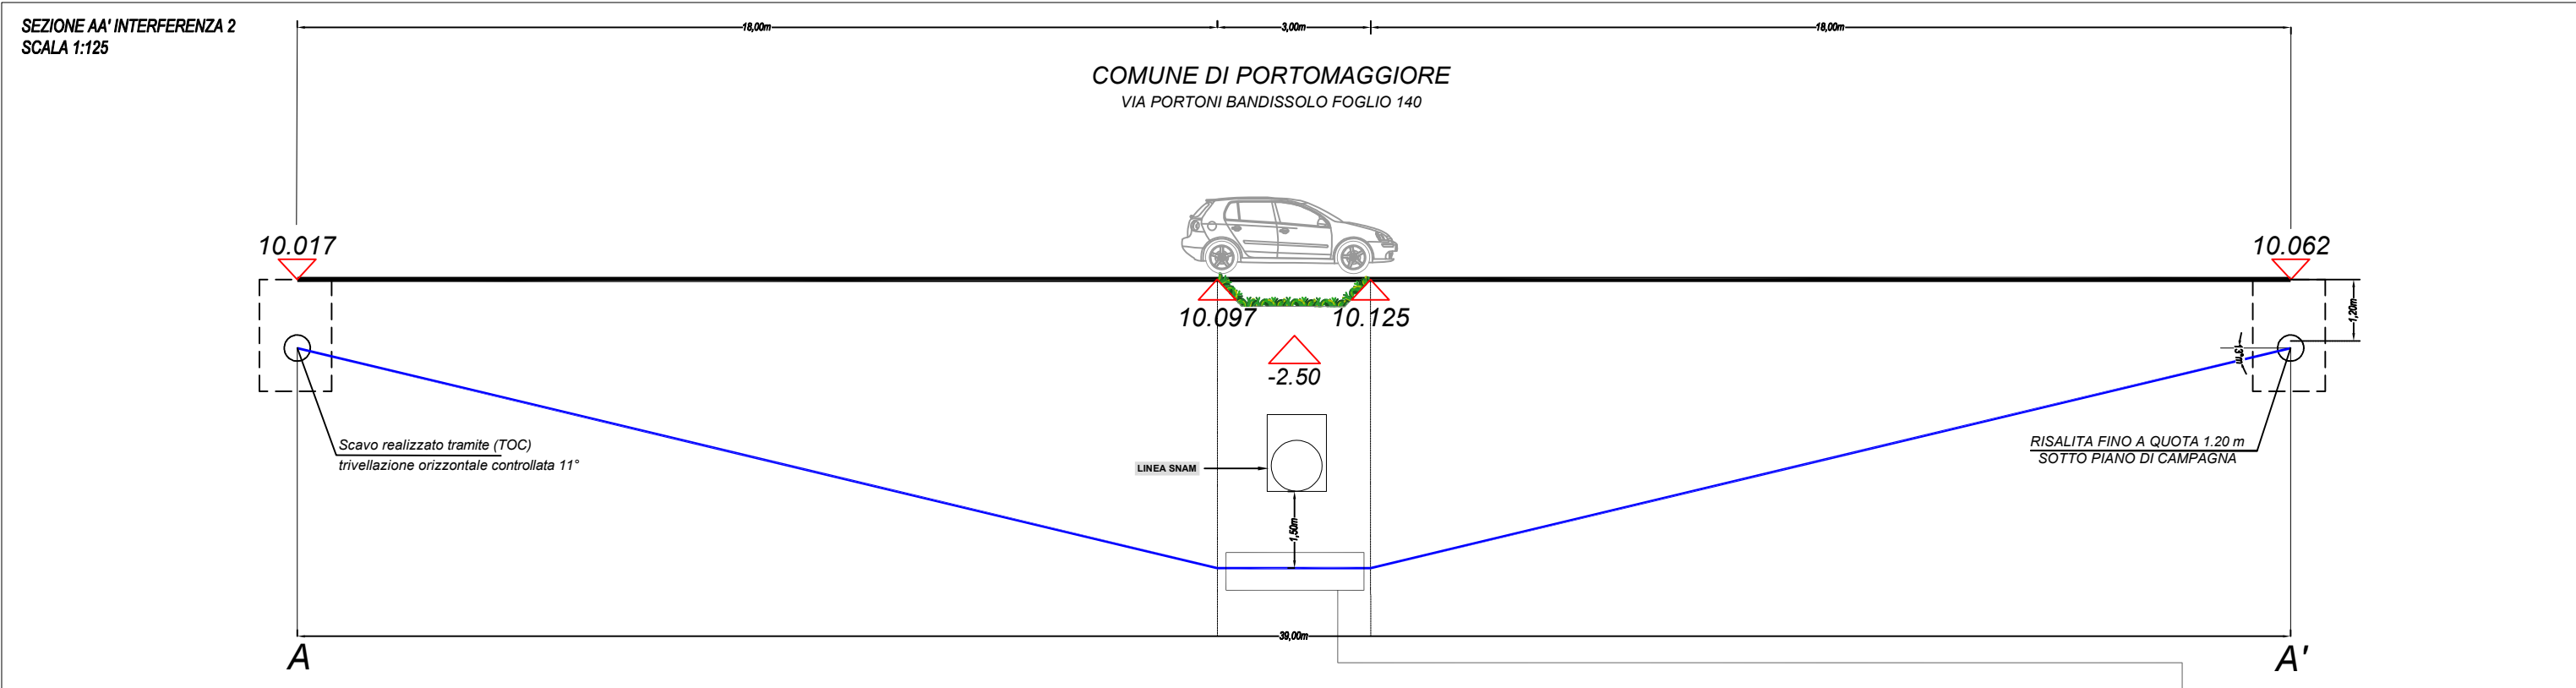 SEZIONE AA' INTERFERENZA 2
SCALA 1:125
18,00m
3,00m
18,00m
COMUNE DI PORTOMAGGIORE
VIA PORTONI BANDISSOLO FOGLIO 140
10.017
10.062
10.097
10.125
1,20m
-2.50
Scavo realizzato tramite (TOC)
trivellazione orizzontale controllata 11°
LINEA SNAM
RISALITA FINO A QUOTA 1.20 m
SOTTO PIANO DI CAMPAGNA
1,50m
39,00m
A
A'